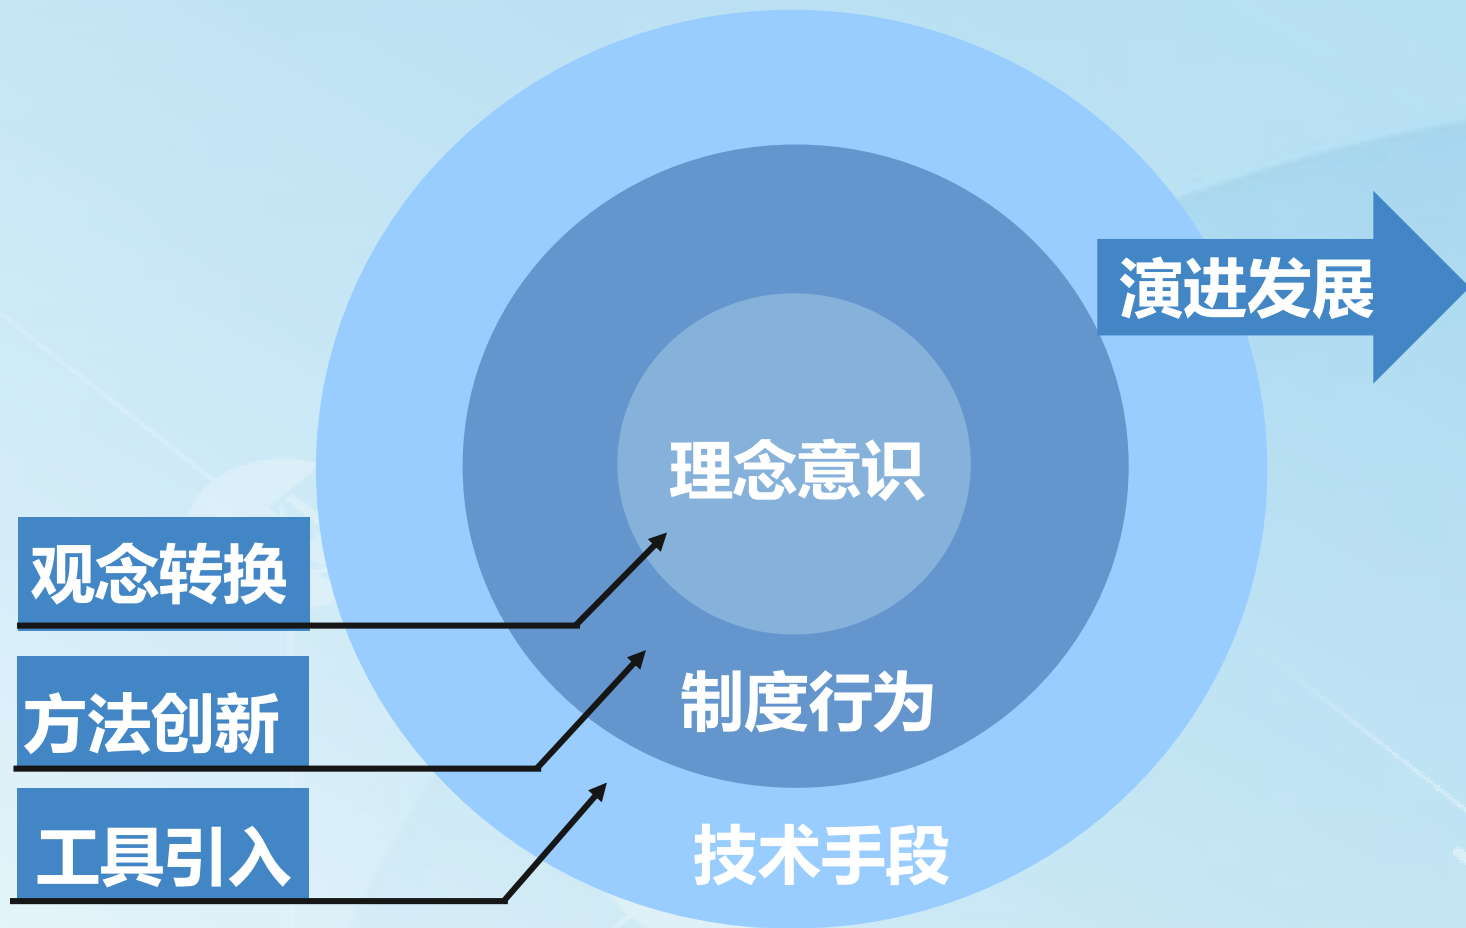 演进发展
理念意识
观念转换
制度行为
方法创新
技术手段
工具引入